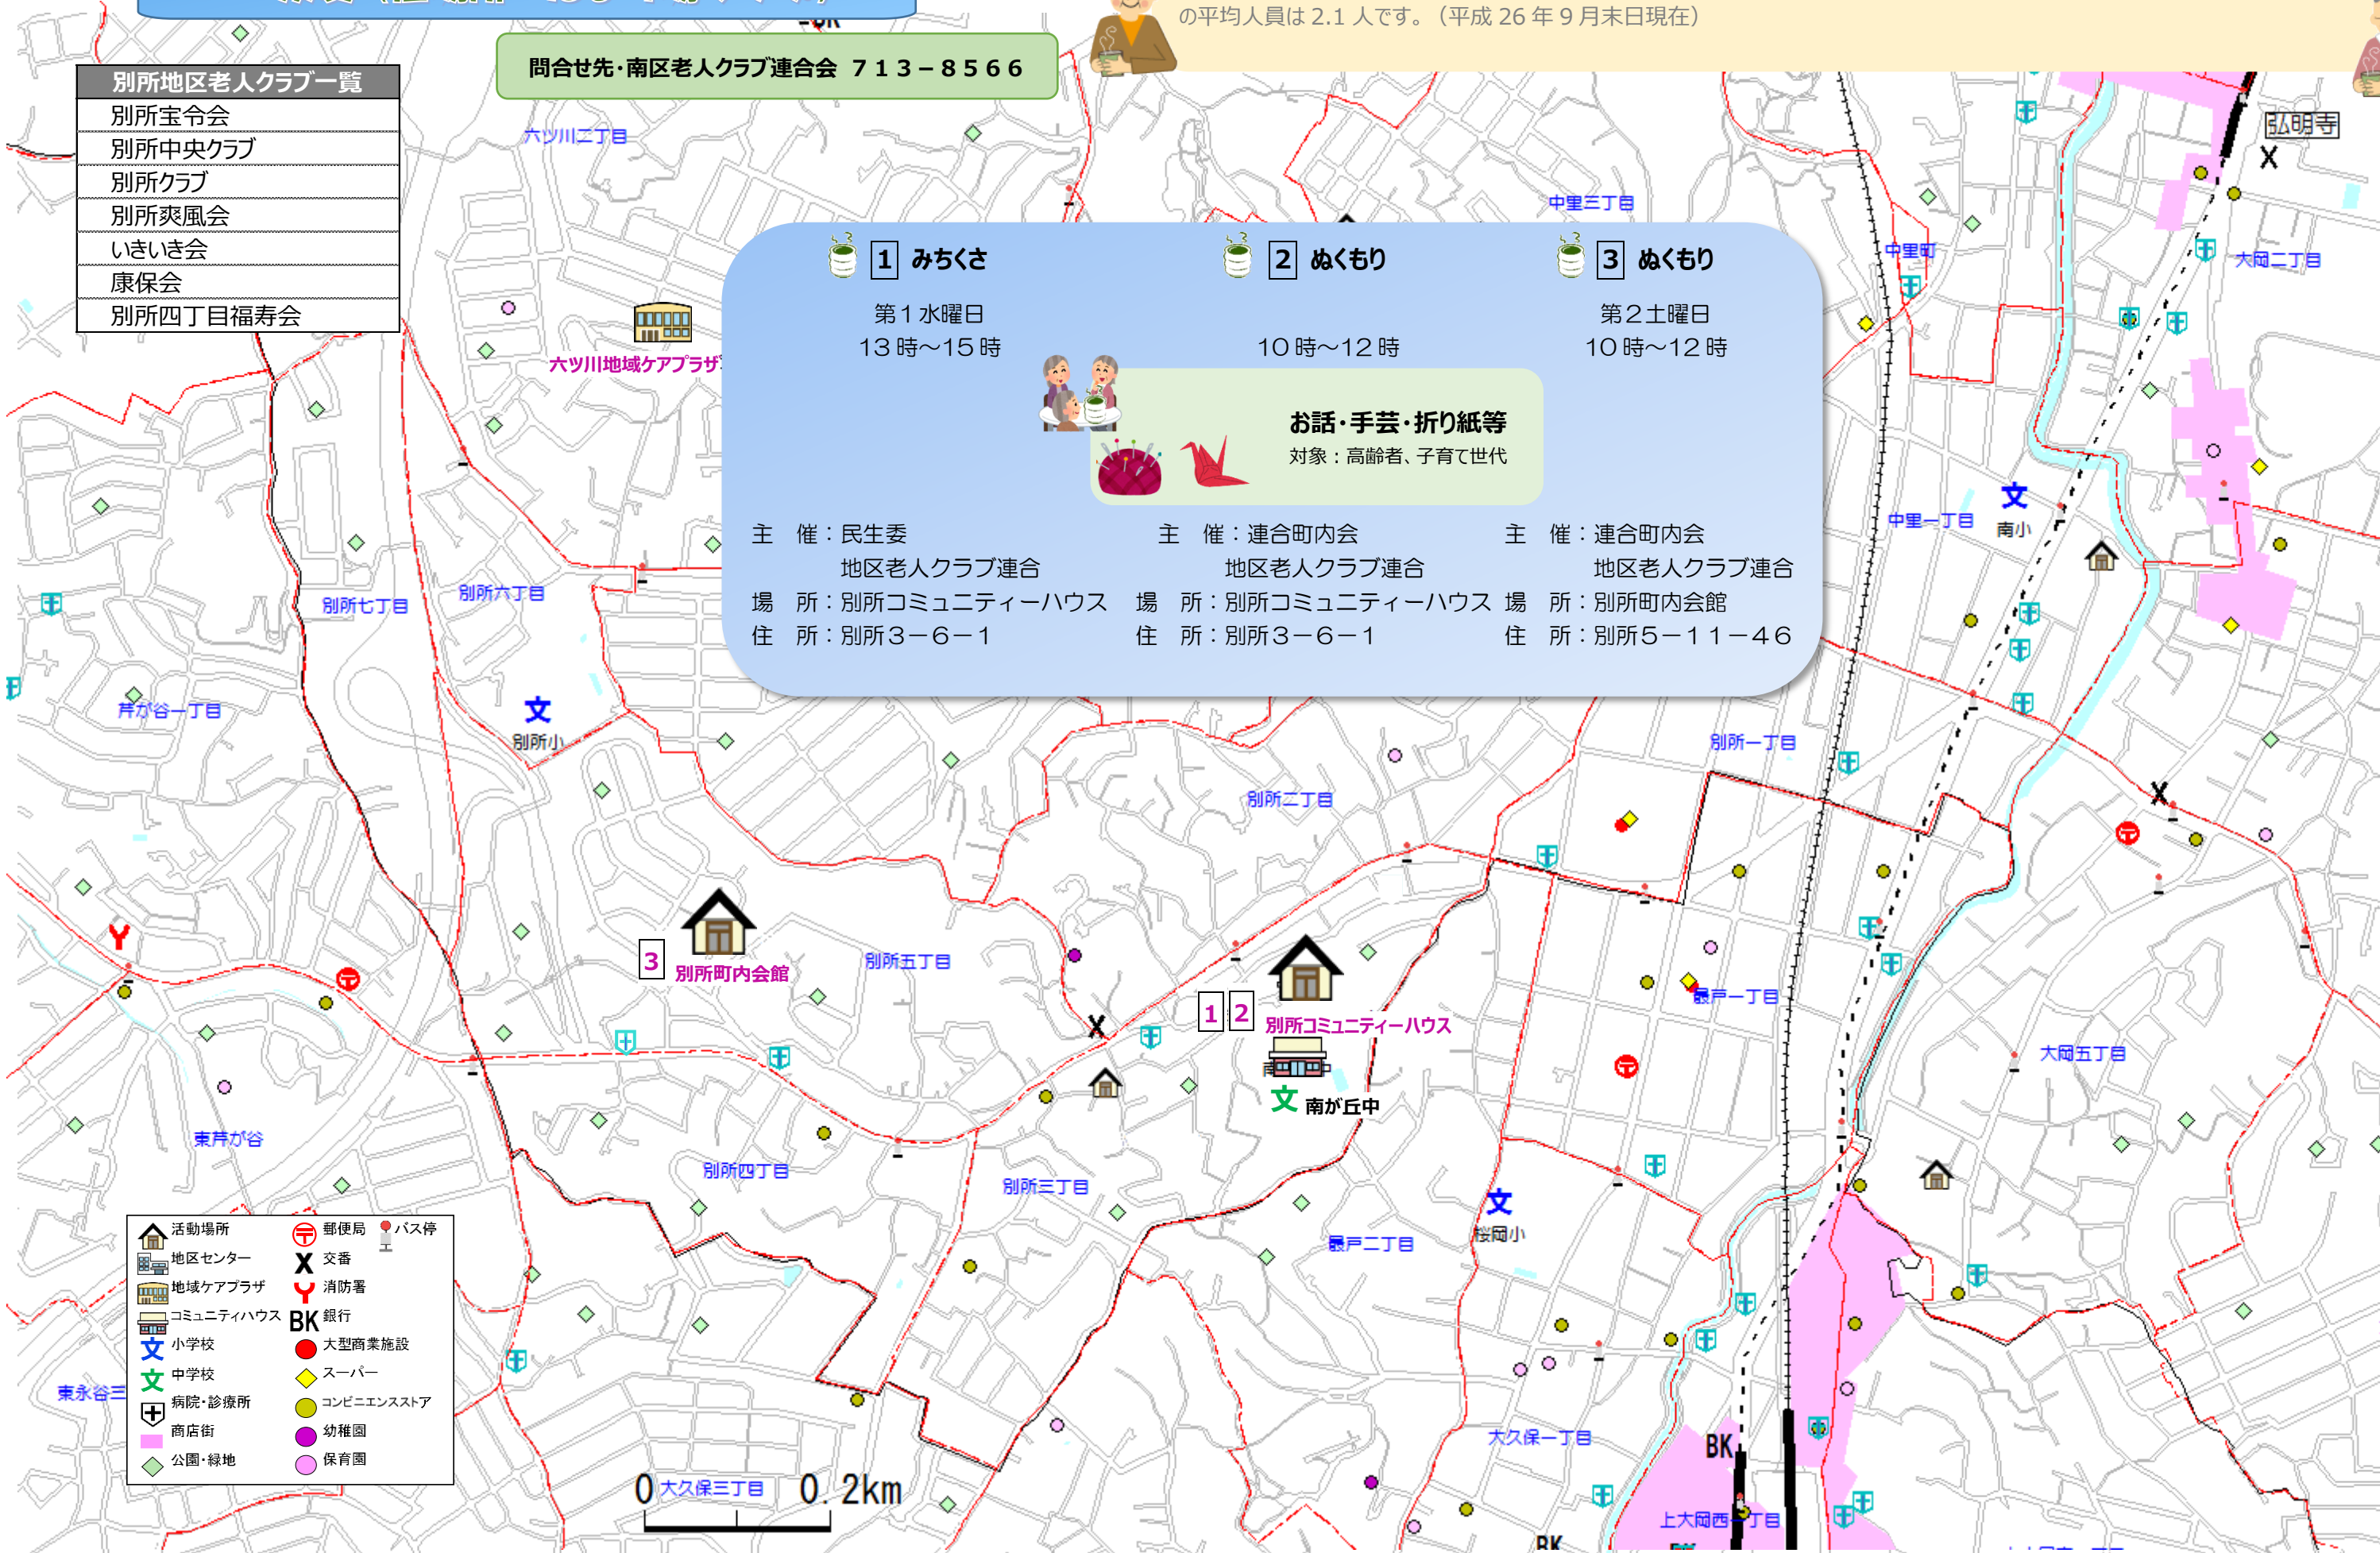 の平均人員は 2.1 人です。（平成 26 年 9 月末日現在）
問合せ先・南区老人クラブ連合会 ７１３－８５６６
別所地区老人クラブ一覧
別所宝令会
別所中央クラブ
別所クラブ
別所爽風会
いきいき会
康保会
別所四丁目福寿会
六ツ川二丁目
弘明寺
中里三丁目
中里町
大岡二丁目
六ツ川地域ケアプラザ
1 みちくさ
第１水曜日
13 時～15 時
2 ぬくもり
10 時～12 時
3 ぬくもり
第２土曜日
10 時～12 時
お話・手芸・折り紙等
対象：高齢者、子育て世代
主　催：民生委
地区老人クラブ連合
場　所：別所コミュニティーハウス
住　所：別所３－６－１
主　催：連合町内会
地区老人クラブ連合
場　所：別所コミュニティーハウス
住　所：別所３－６－１
主　催：連合町内会
地区老人クラブ連合
場　所：別所町内会館
住　所：別所５－１１－４６
中里一丁目
文
南小
別所七丁目
別所六丁目
芹が谷一丁目
文
別所小
別所一丁目
別所二丁目
3
別所町内会館
別所五丁目
1 2
別所コミュニティーハウス
文 南が丘中
最戸一丁目
大岡五丁目
東芹が谷
別所四丁目
別所三丁目
文
桜岡小
最戸二丁目
活動場所
地区センター
地域ケアプラザ
コミュニティハウス
文 小学校
文 中学校
病院・診療所
商店街
公園・緑地
郵便局
バス停
X 交番
消防署
BK 銀行
大型商業施設
スーパー
コンビニエンスストア
幼稚園
保育園
東永谷三
大久保三丁目
0 0.2km
大久保一丁目
BK
上大岡西一丁目
BK